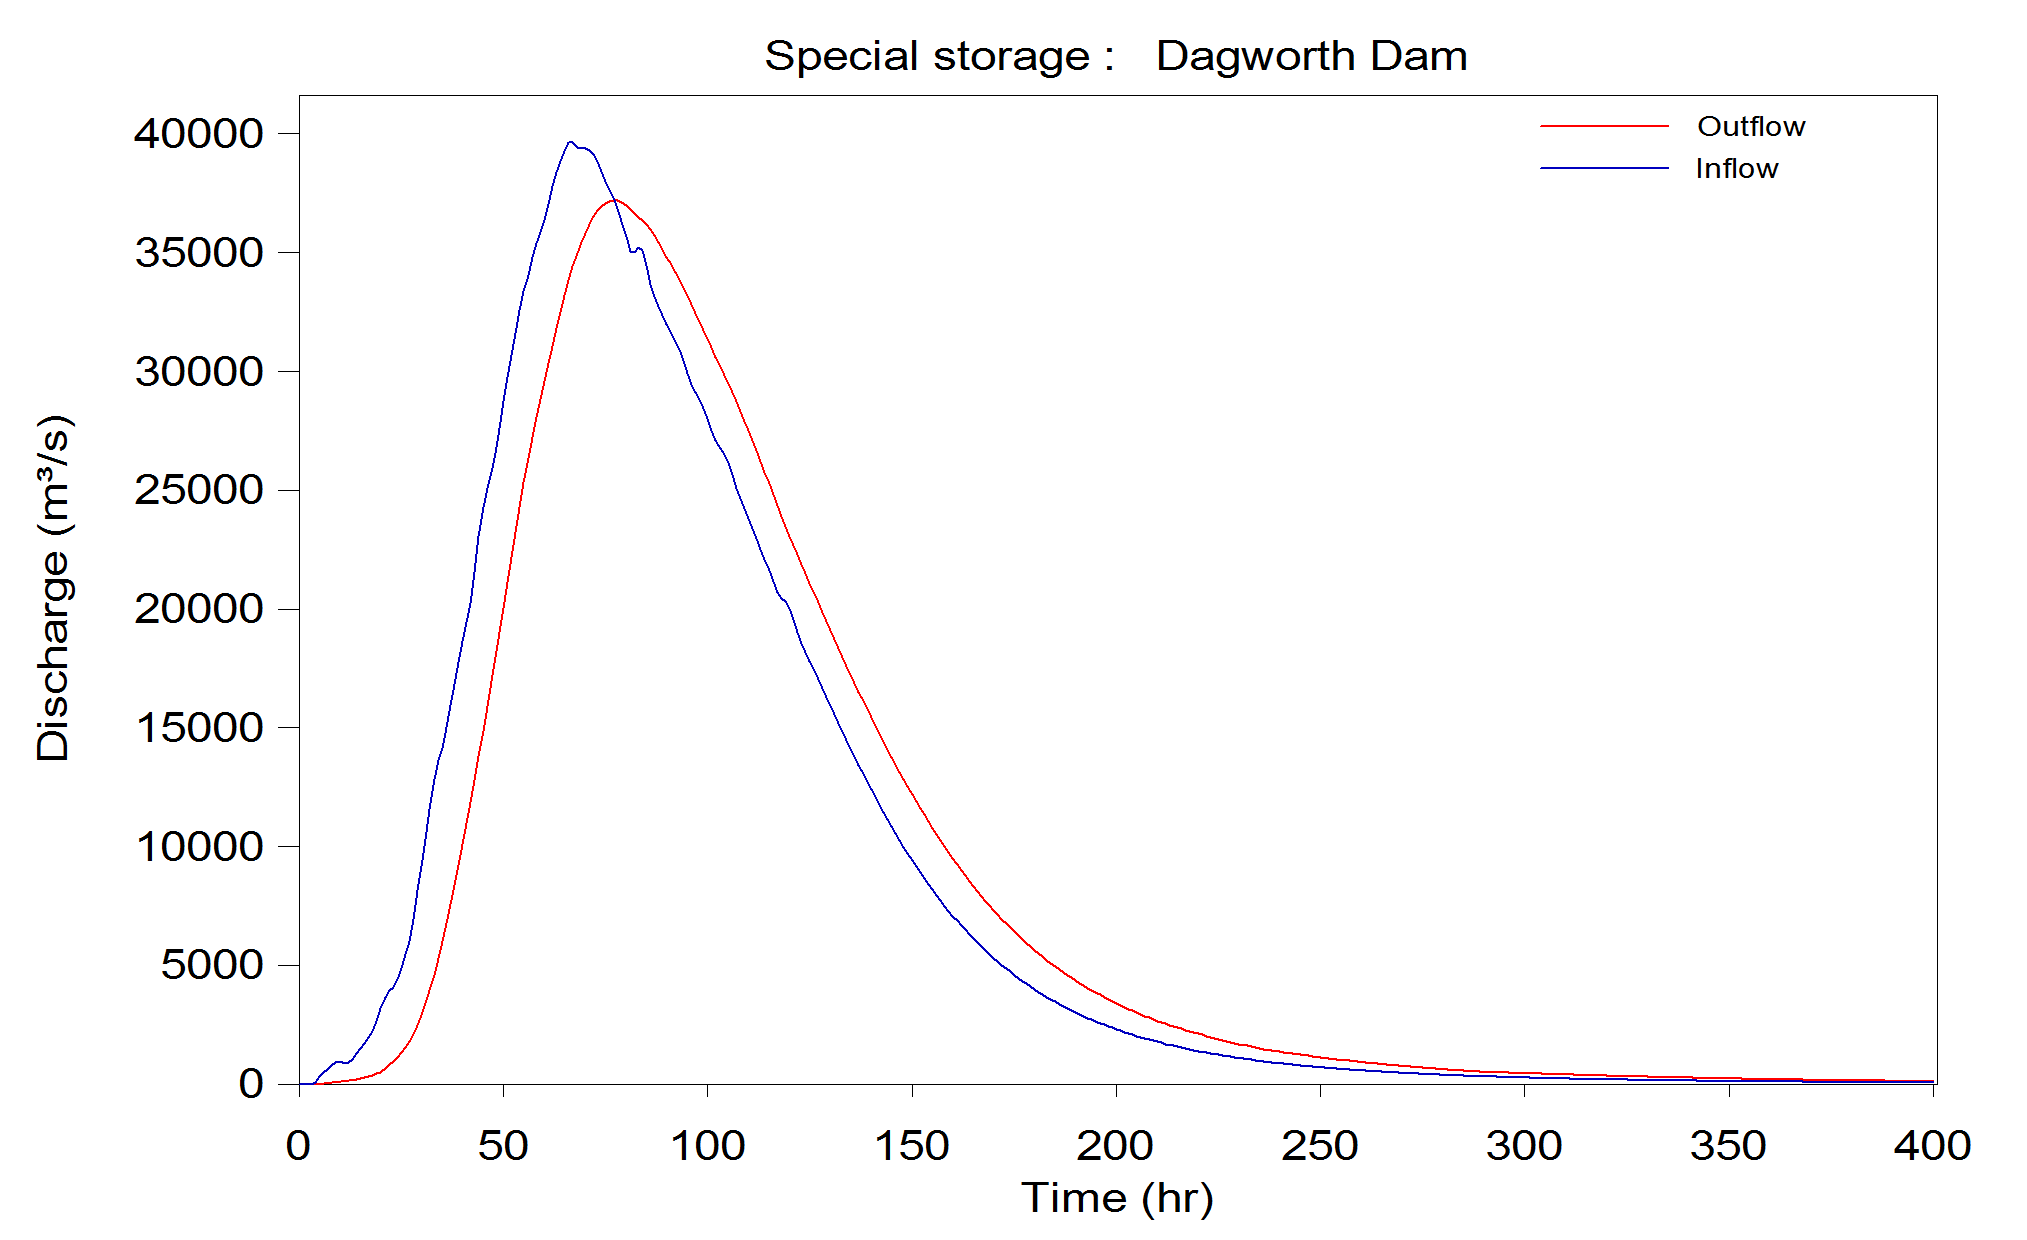 Special storage :   Dagworth Dam
Outflow
Inflow
40000
35000
30000
25000
20000
15000
10000
5000
0
Discharge (m³/s)
0 50 100 150 200 250 300 350 400
Time (hr)